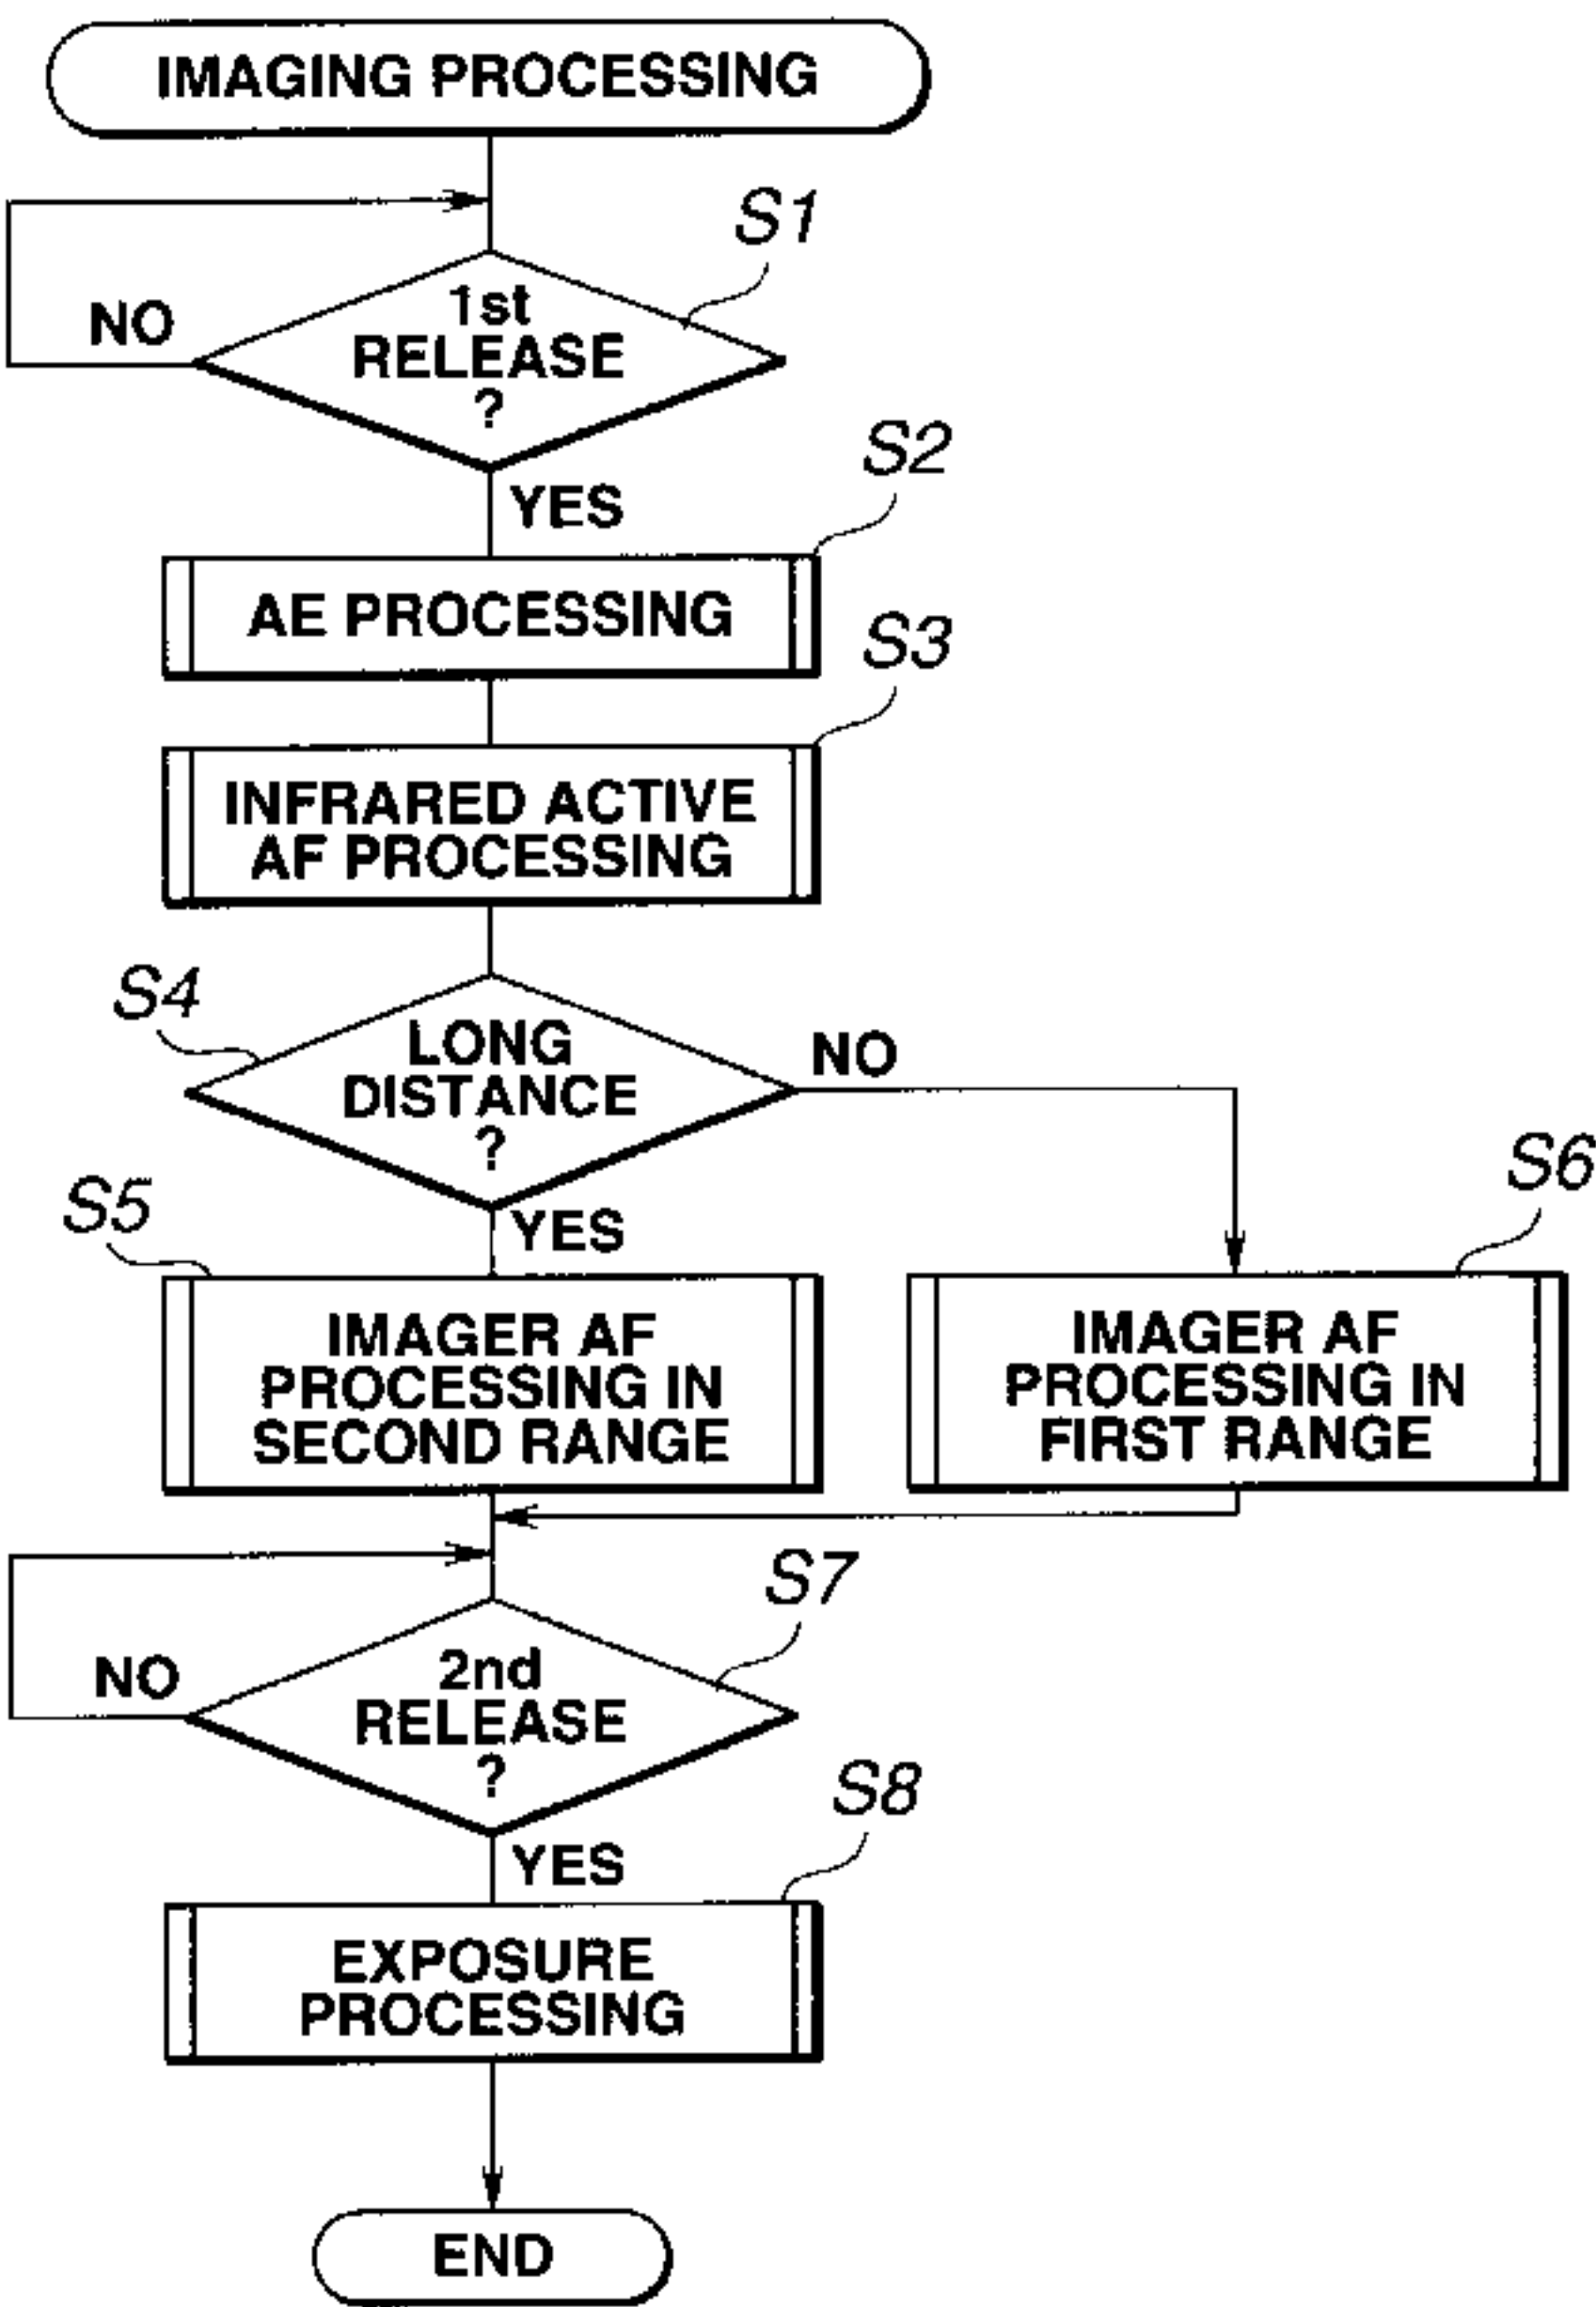 IMAGING PROCESSING
S1
1st
RELEASE
?
NO
YES
S2
AE PROCESSING
S3
INFRARED ACTIVE
AF PROCESSING
S4
LONG
DISTANCE
?
NO
YES
S5
IMAGER AF
PROCESSING IN
SECOND RANGE
S6
IMAGER AF
PROCESSING IN
FIRST RANGE
S7
2nd
RELEASE
?
NO
YES
S8
EXPOSURE
PROCESSING
END